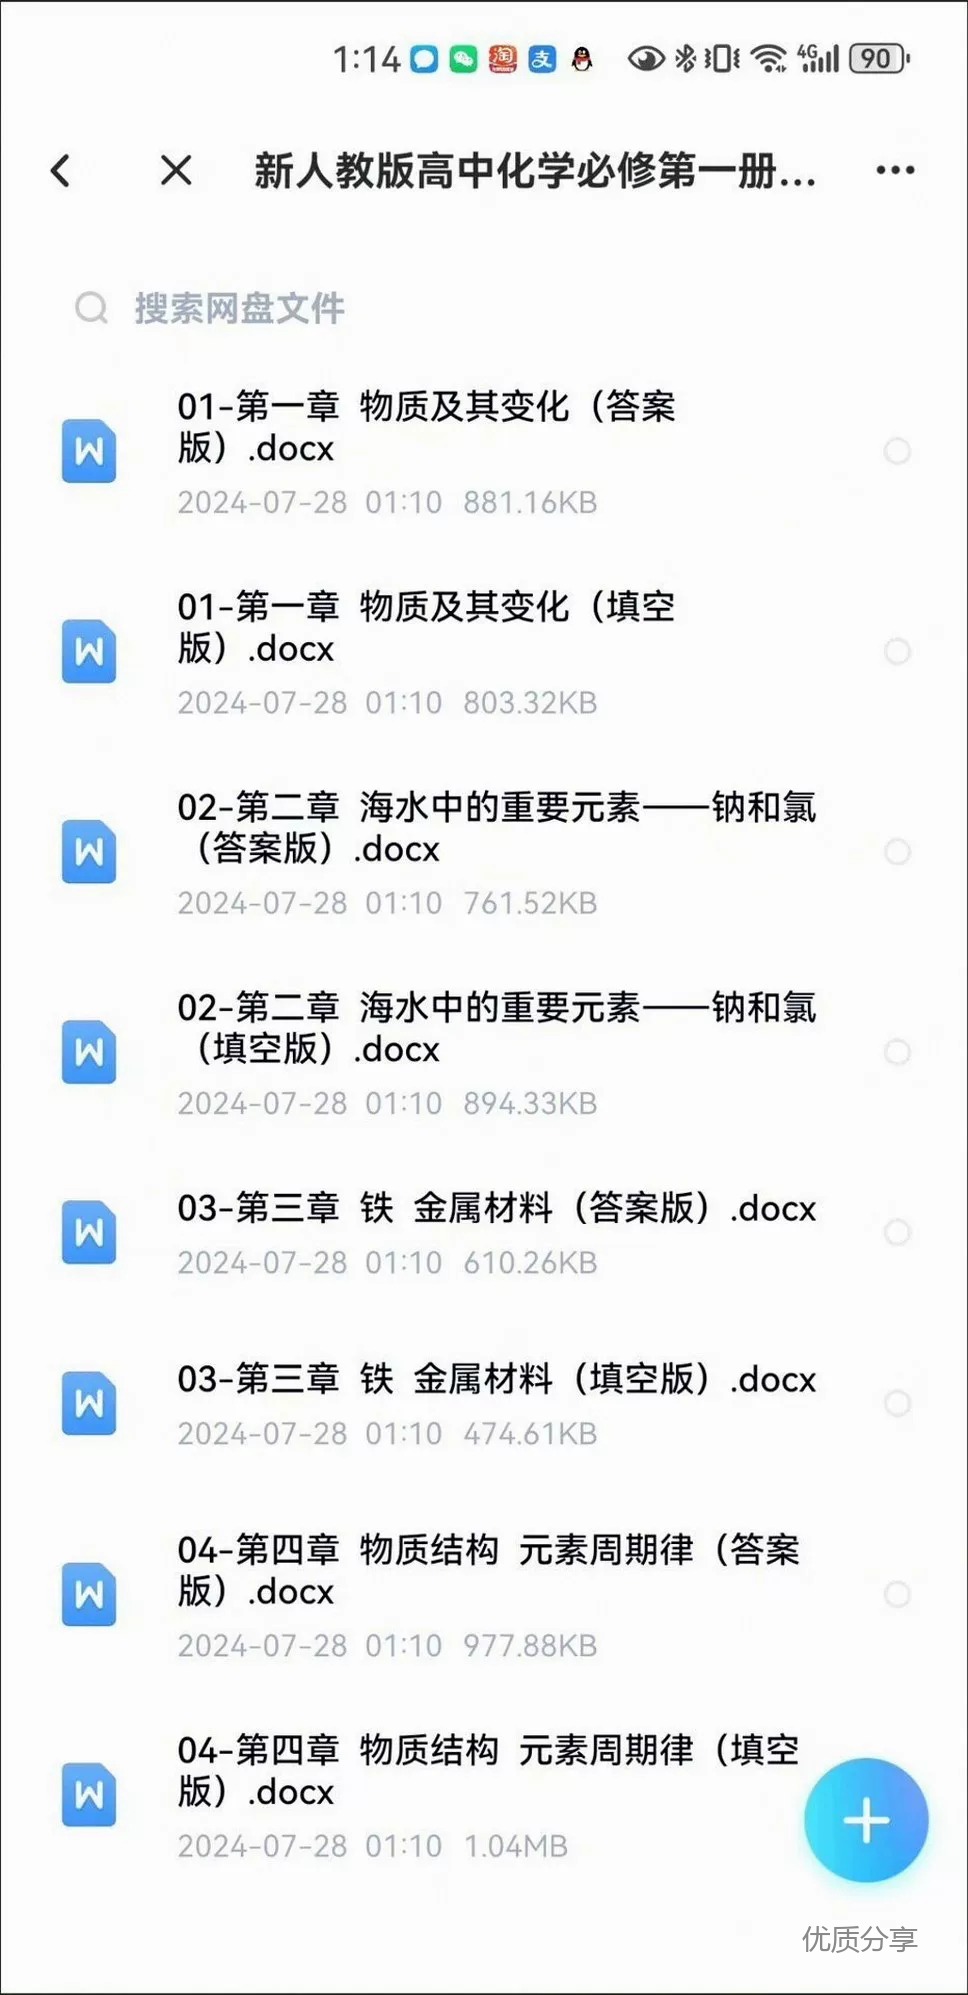 1:14 淘 支 4G 90
新人教版高中化学必修第一册...
搜索网盘文件
01-第一章 物质及其变化（答案
版）.docx
2024-07-28 01:10 881.16KB
01-第一章 物质及其变化（填空
版）.docx
2024-07-28 01:10 803.32KB
02-第二章 海水中的重要元素——钠和氯
（答案版）.docx
2024-07-28 01:10 761.52KB
02-第二章 海水中的重要元素——钠和氯
（填空版）.docx
2024-07-28 01:10 894.33KB
03-第三章 铁 金属材料（答案版）.docx
2024-07-28 01:10 610.26KB
03-第三章 铁 金属材料（填空版）.docx
2024-07-28 01:10 474.61KB
04-第四章 物质结构 元素周期律（答案
版）.docx
2024-07-28 01:10 977.88KB
04-第四章 物质结构 元素周期律（填空
版）.docx
2024-07-28 01:10 1.04MB
优质分享